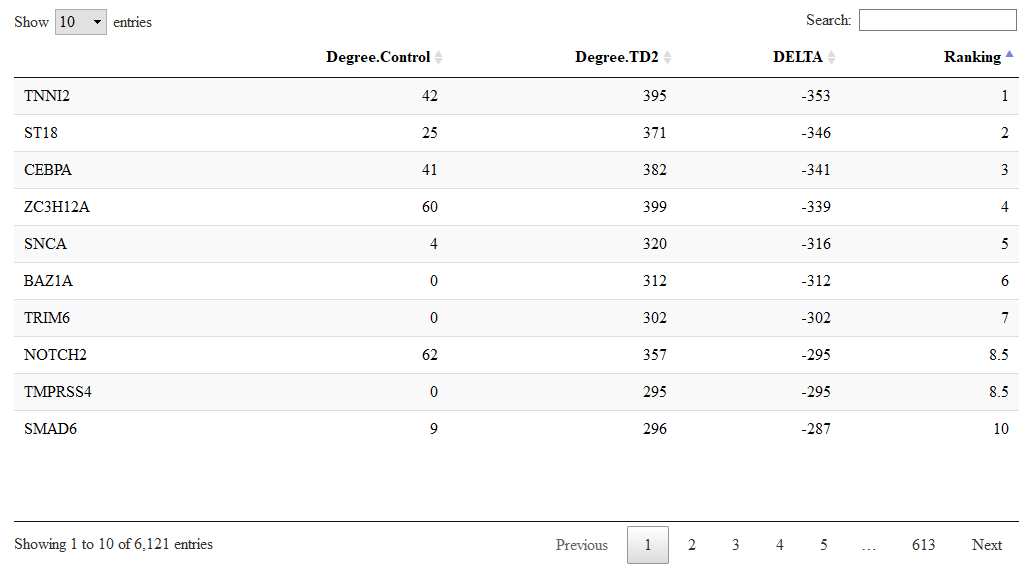 Show 10 entries Search:
Degree.Control Degree.TD2 DELTA Ranking
TNNI2 42 395 -353 1
ST18 25 371 -346 2
CEBPA 41 382 -341 3
ZC3H12A 60 399 -339 4
SNCA 4 320 -316 5
BAZ1A 0 312 -312 6
TRIM6 0 302 -302 7
NOTCH2 62 357 -295 8.5
TMPRSS4 0 295 -295 8.5
SMAD6 9 296 -287 10
Showing 1 to 10 of 6,121 entries Previous 1 2 3 4 5 … 613 Next